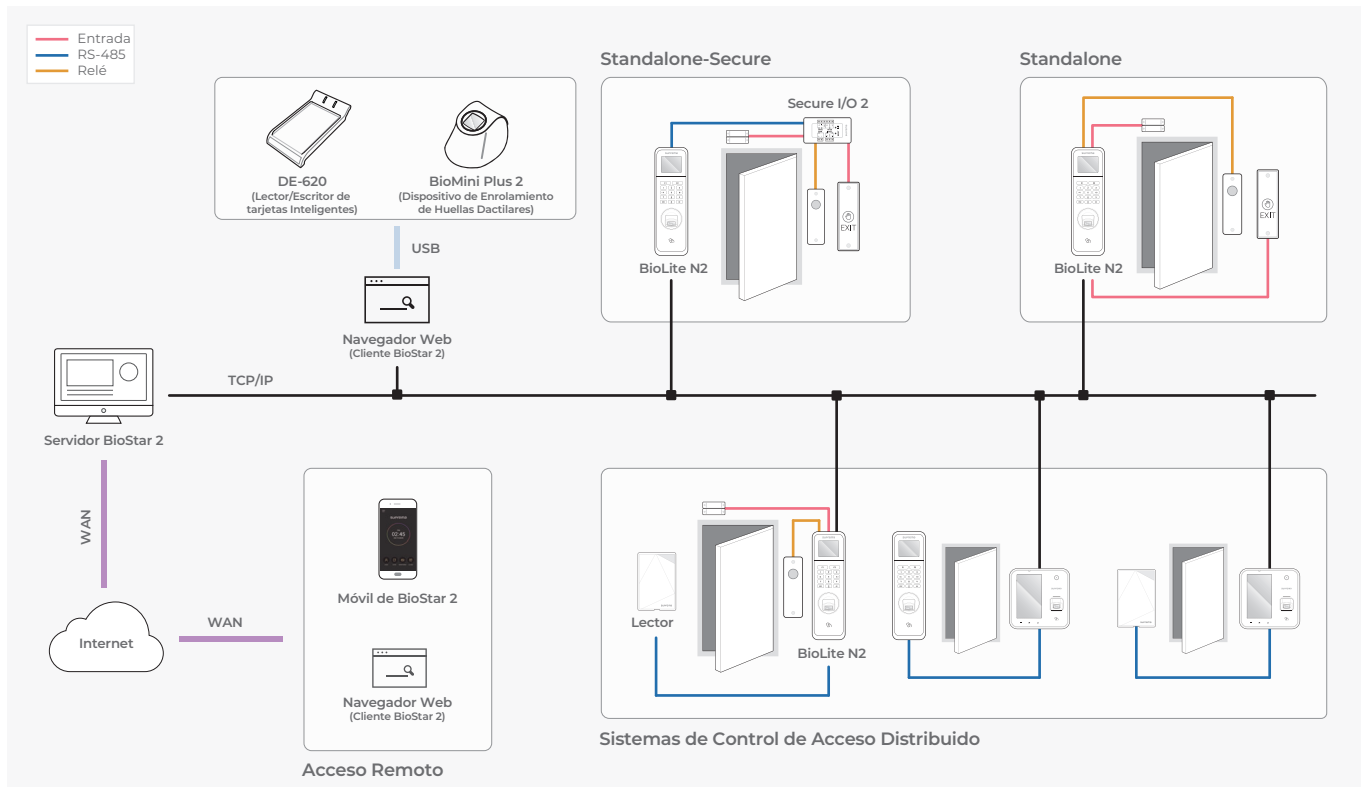 Entrada
RS-485
Relé
DE-620
(Lector/Escritor de
tarjetas Inteligentes)
BioMini Plus 2
(Dispositivo de Enrolamiento
de Huellas Dactilares)
USB
Navegador Web
(Cliente BioStar 2)
Standalone-Secure
Secure I/O 2
EXIT
BioLite N2
Standalone
EXIT
BioLite N2
TCP/IP
Servidor BioStar 2
WAN
Internet
WAN
02:45
Móvil de BioStar 2
Navegador Web
(Cliente BioStar 2)
Acceso Remoto
Lector
BioLite N2
Sistemas de Control de Acceso Distribuido